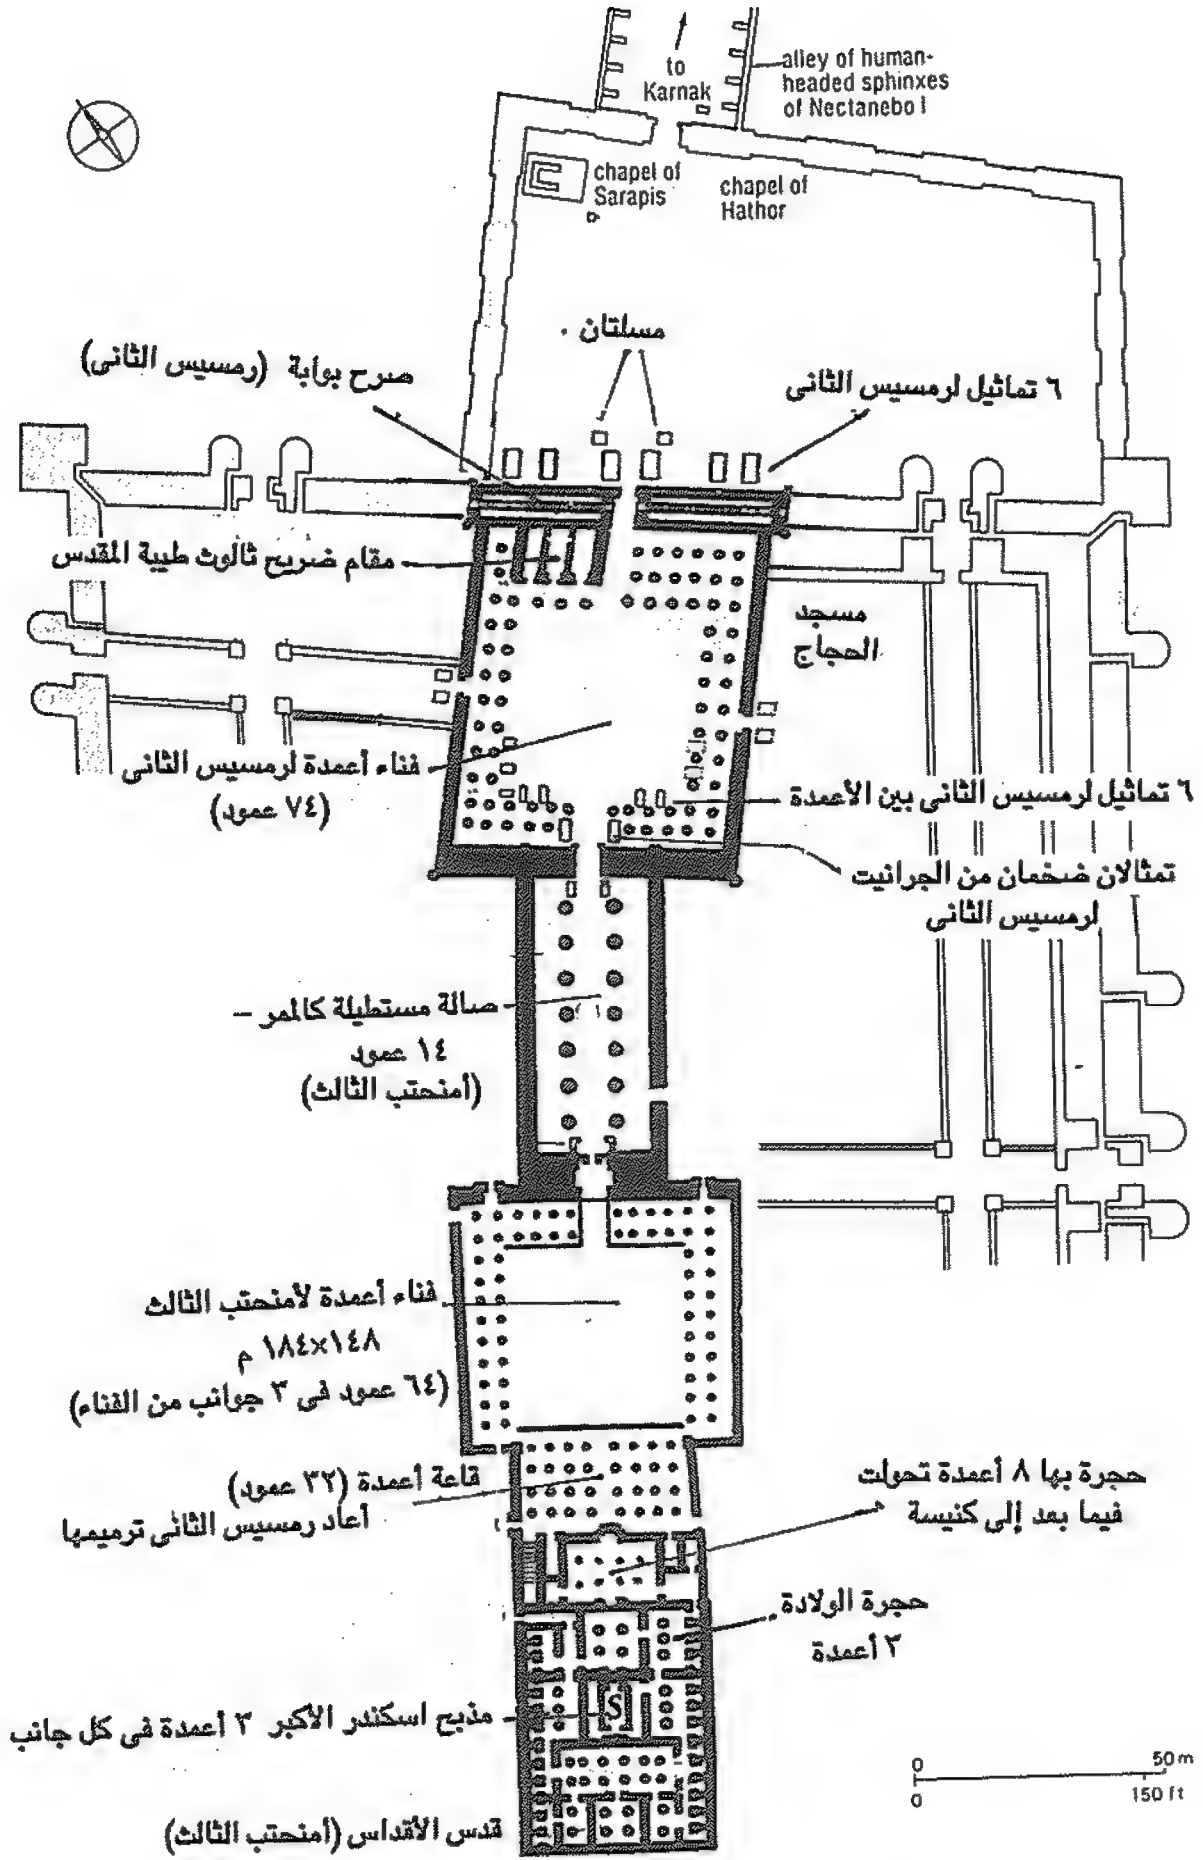 to
Karnak
alley of human-
headed sphinxes
of Nectanebo I
chapel of
Sarapis
chapel of
Hathor
مسلتان
صرح بوابة (رمسيس الثانى)
٦ تماثيل لرمسيس الثانى
مقام ضريح ثالوث طيبة المقدس
مسجد
الحجاج
فناء أعمدة لرمسيس الثانى
(٧٤ عمود)
٦ تماثيل لرمسيس الثانى بين الأعمدة
تمثالان ضخمان من الجرانيت
لرمسيس الثانى
صالة مستطيلة كالممر –
١٤ عمود
(أمنحتب الثالث)
فناء أعمدة لأمنحتب الثالث
١٤٨×١٨٤ م
(٦٤ عمود فى ٣ جوانب من الفناء)
قاعة أعمدة (٣٢ عمود)
أعاد رمسيس الثانى ترميمها
حجرة بها ٨ أعمدة تحولت
فيما بعد إلى كنيسة
حجرة الولادة
٣ أعمدة
مذبح اسكندر الأكبر ٣ أعمدة فى كل جانب
S
قدس الأقداس (أمنحتب الثالث)
0 50 m
0 150 ft